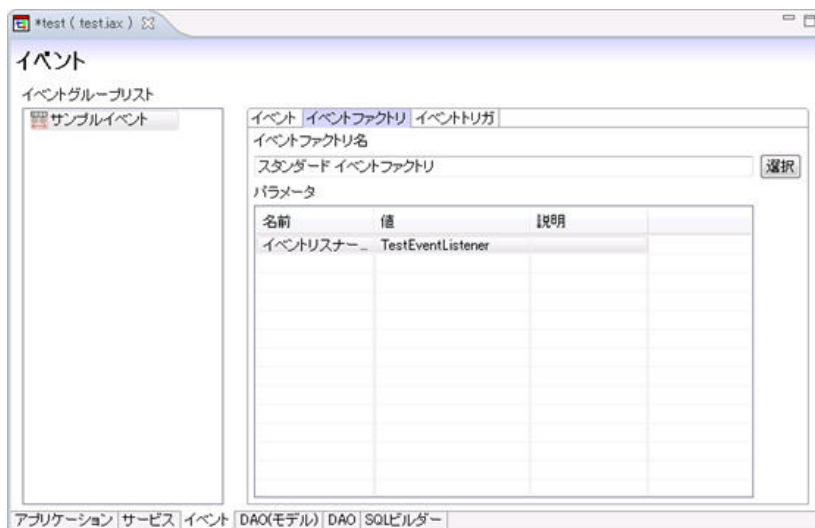 *test ( test.iax )
イベント
イベントグループリスト
サンプルイベント
イベント イベントファクトリ イベントトリガ
イベントファクトリ名
スタンダード イベントファクトリ 選択
パラメータ
名前 値 説明
イベントリスナー... TestEventListener
アプリケーション サービス イベント DAO(モデル) DAO SQLビルダー